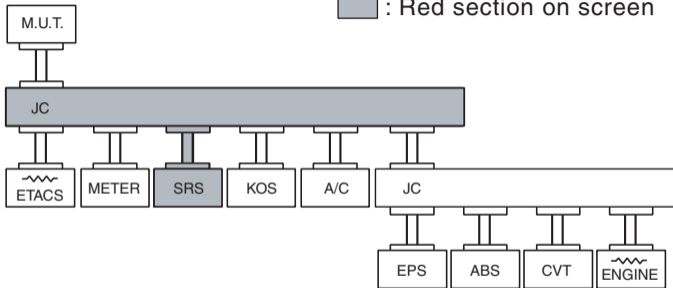 : Red section on screen
M.U.T.
JC
ETACS
METER
SRS
KOS
A/C
JC
EPS
ABS
CVT
ENGINE